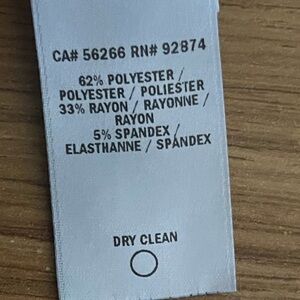 CA# 56266 RN# 92874
62% POLYESTER /
POLYESTER / POLIESTER
33% RAYON / RAYONNE /
RAYON
5% SPANDEX /
ELASTHANNE / SPANDEX
DRY CLEAN